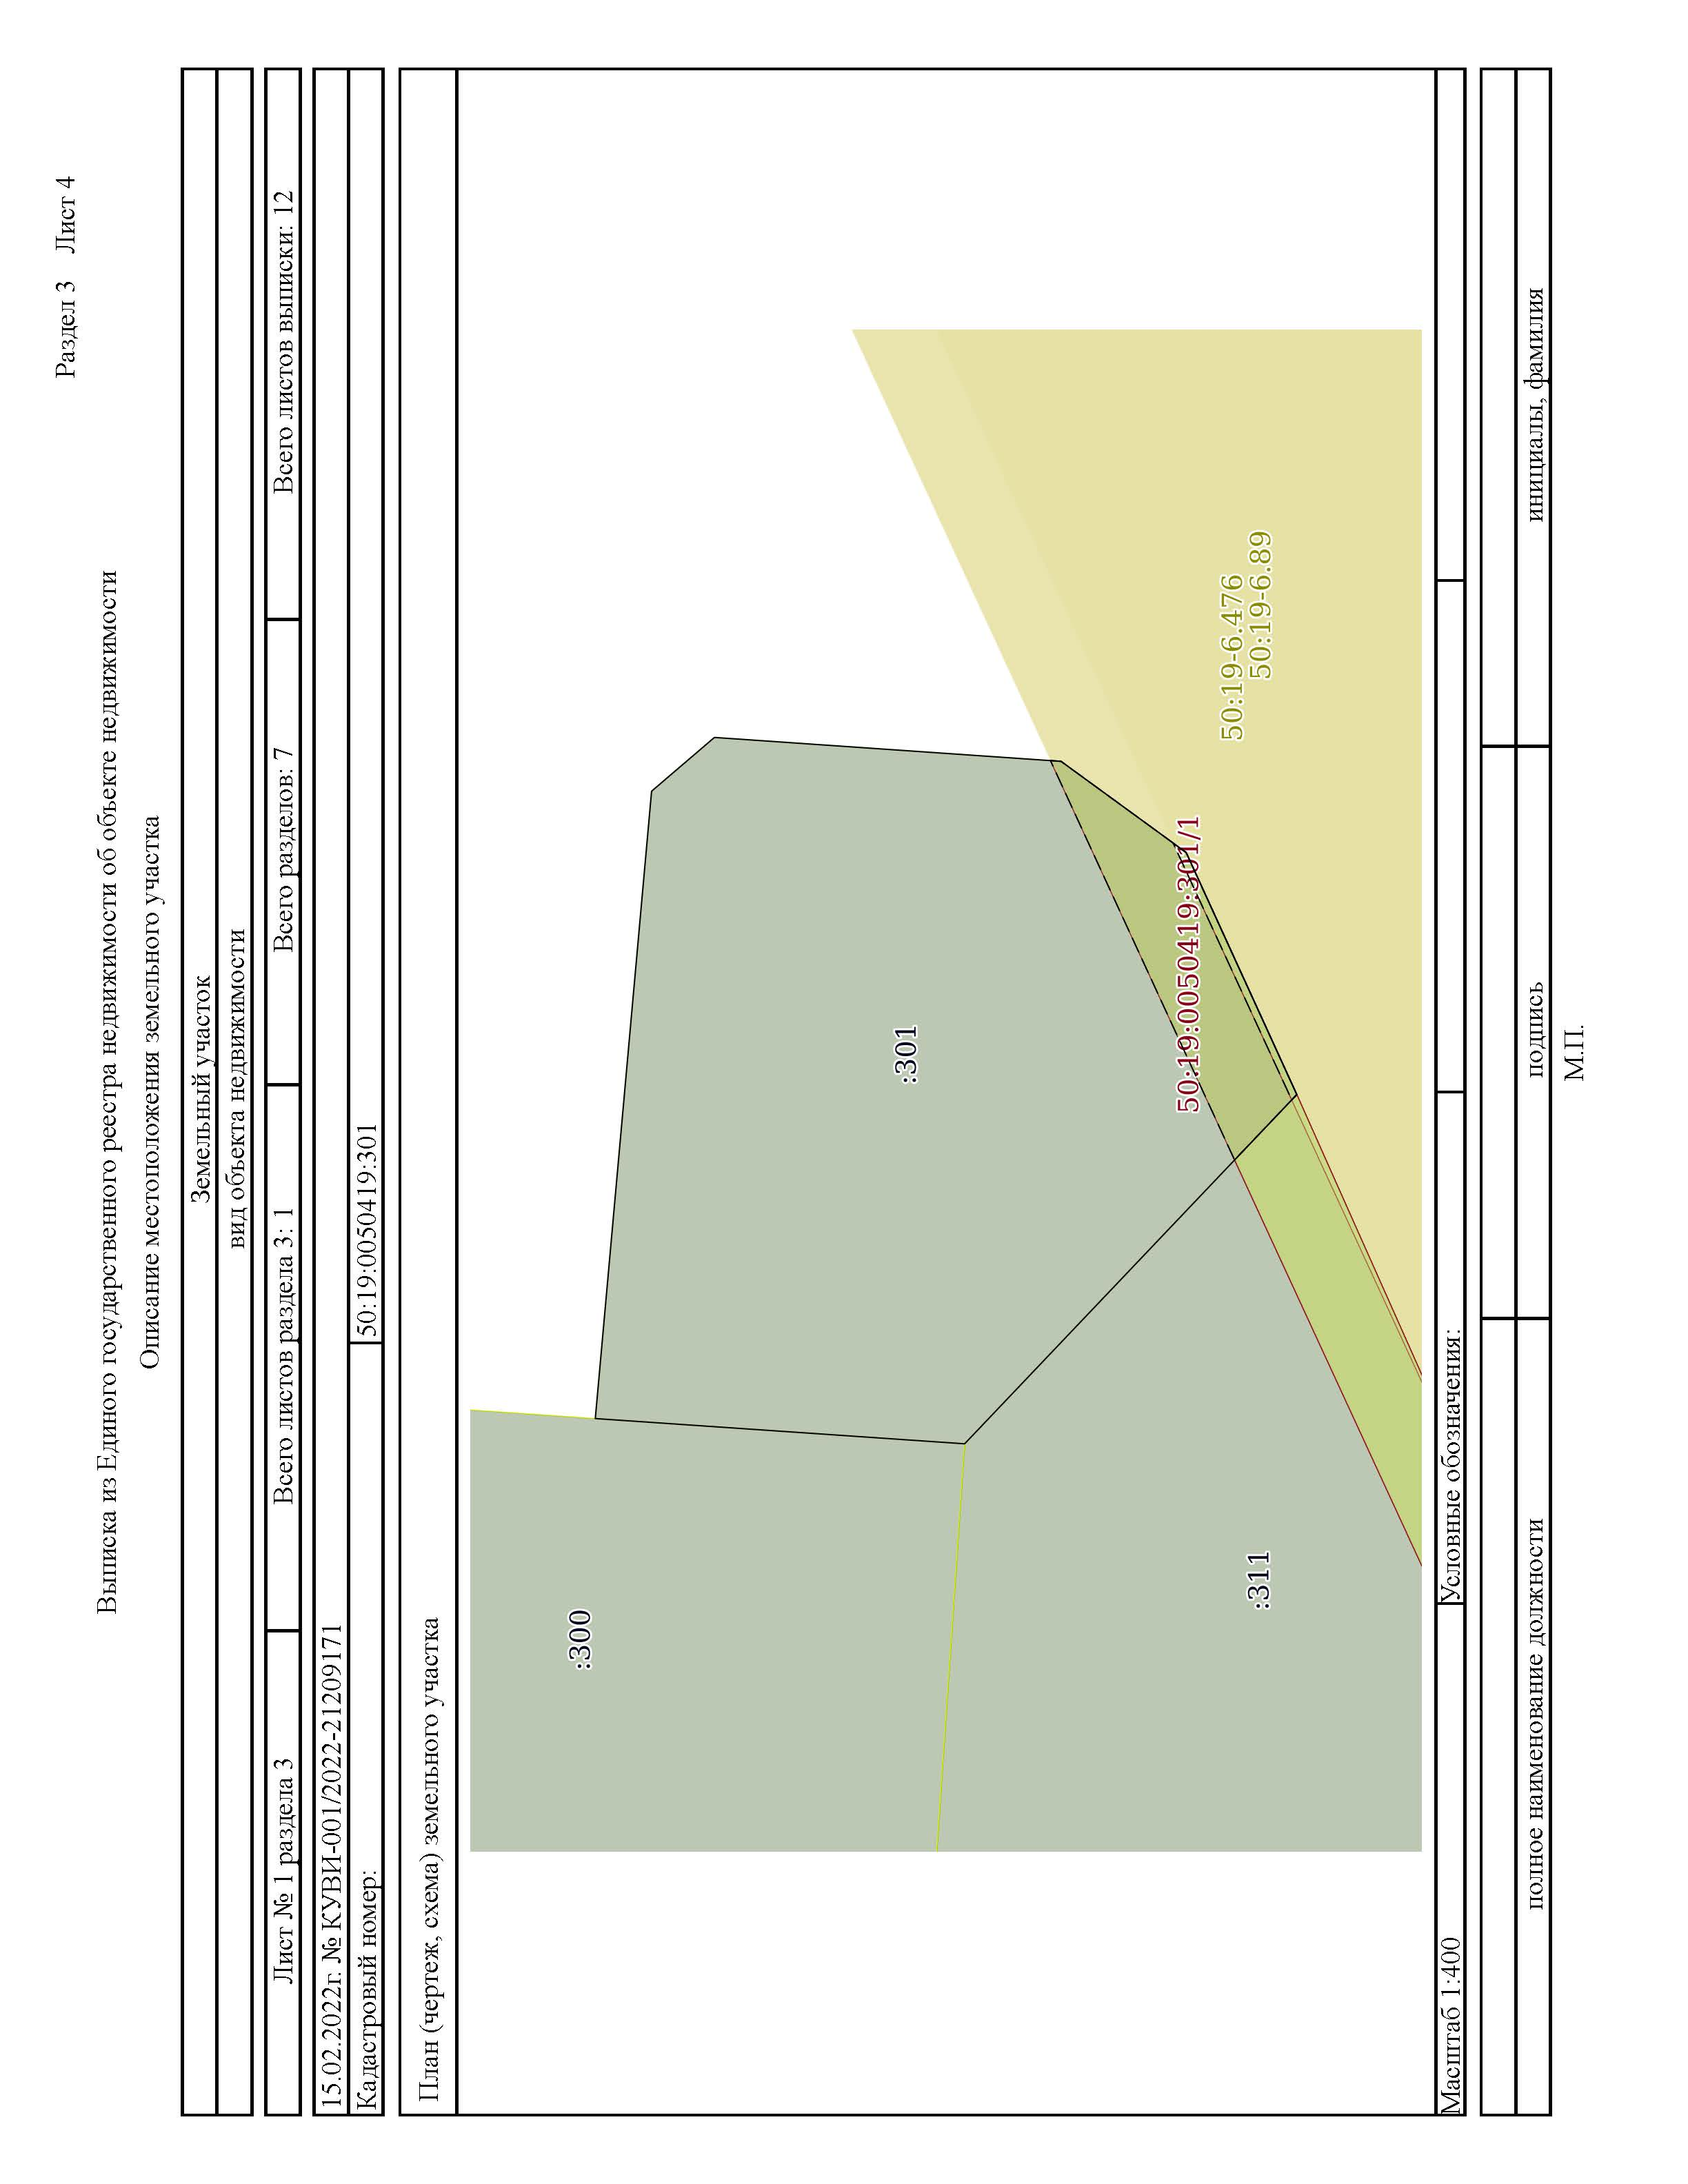 Раздел 3 Лист 4
Выписка из Единого государственного реестра недвижимости об объекте недвижимости
Описание местоположения земельного участка
Земельный участок
вид объекта недвижимости
Лист № 1 раздела 3 Всего листов раздела 3: 1 Всего разделов: 7 Всего листов выписки: 12
15.02.2022г. № КУВИ-001/2022-21209171
Кадастровый номер: 50:19:0050419:301
План (чертеж, схема) земельного участка
:300
:301
50:19:0050419:301/1
50:19-6.476
50:19-6.89
:311
Масштаб 1:400 Условные обозначения:
полное наименование должности подпись инициалы, фамилия
М.П.